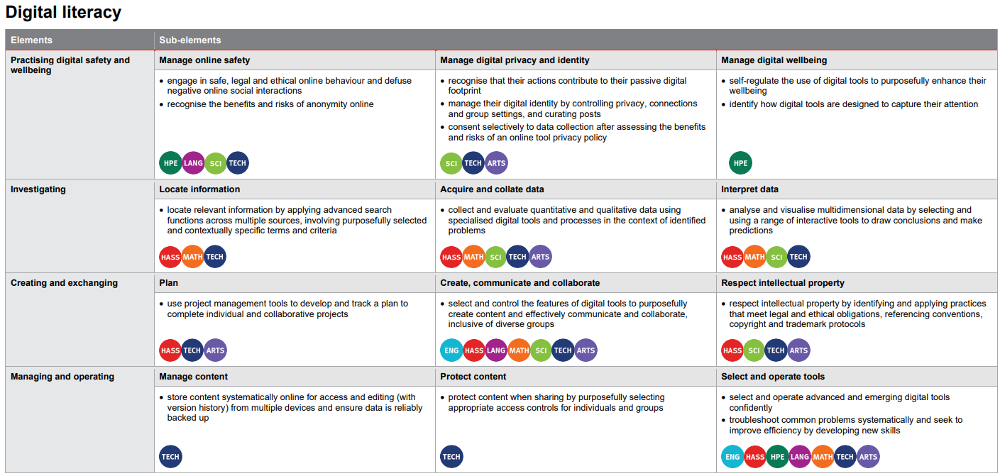 Digital literacy
Elements
Sub-elements
Practising digital safety and
wellbeing
Manage online safety
• engage in safe, legal and ethical online behaviour and defuse
negative online social interactions
• recognise the benefits and risks of anonymity online
HPE LANG SCI TECH
Manage digital privacy and identity
• recognise that their actions contribute to their passive digital
footprint
• manage their digital identity by controlling privacy, connections
and group settings, and curating posts
• consent selectively to data collection after assessing the benefits
and risks of an online tool privacy policy
SCI TECH ARTS
Manage digital wellbeing
• self-regulate the use of digital tools to purposefully enhance their
wellbeing
• identify how digital tools are designed to capture their attention
HPE
Investigating
Locate information
• locate relevant information by applying advanced search
functions across multiple sources, involving purposefully selected
and contextually specific terms and criteria
HASS MATH TECH
Acquire and collate data
• collect and evaluate quantitative and qualitative data using
specialised digital tools and processes in the context of identified
problems
HASS MATH SCI TECH ARTS
Interpret data
• analyse and visualise multidimensional data by selecting and
using a range of interactive tools to draw conclusions and make
predictions
HASS MATH SCI TECH
Creating and exchanging
Plan
• use project management tools to develop and track a plan to
complete individual and collaborative projects
HASS TECH ARTS
Create, communicate and collaborate
• select and control the features of digital tools to purposefully
create content and effectively communicate and collaborate,
inclusive of diverse groups
ENG HASS LANG MATH SCI TECH ARTS
Respect intellectual property
• respect intellectual property by identifying and applying practices
that meet legal and ethical obligations, referencing conventions,
copyright and trademark protocols
HASS SCI TECH ARTS
Managing and operating
Manage content
• store content systematically online for access and editing (with
version history) from multiple devices and ensure data is reliably
backed up
TECH
Protect content
• protect content when sharing by purposefully selecting
appropriate access controls for individuals and groups
TECH
Select and operate tools
• select and operate advanced and emerging digital tools
confidently
• troubleshoot common problems systematically and seek to
improve efficiency by developing new skills
ENG HASS HPE LANG MATH TECH ARTS